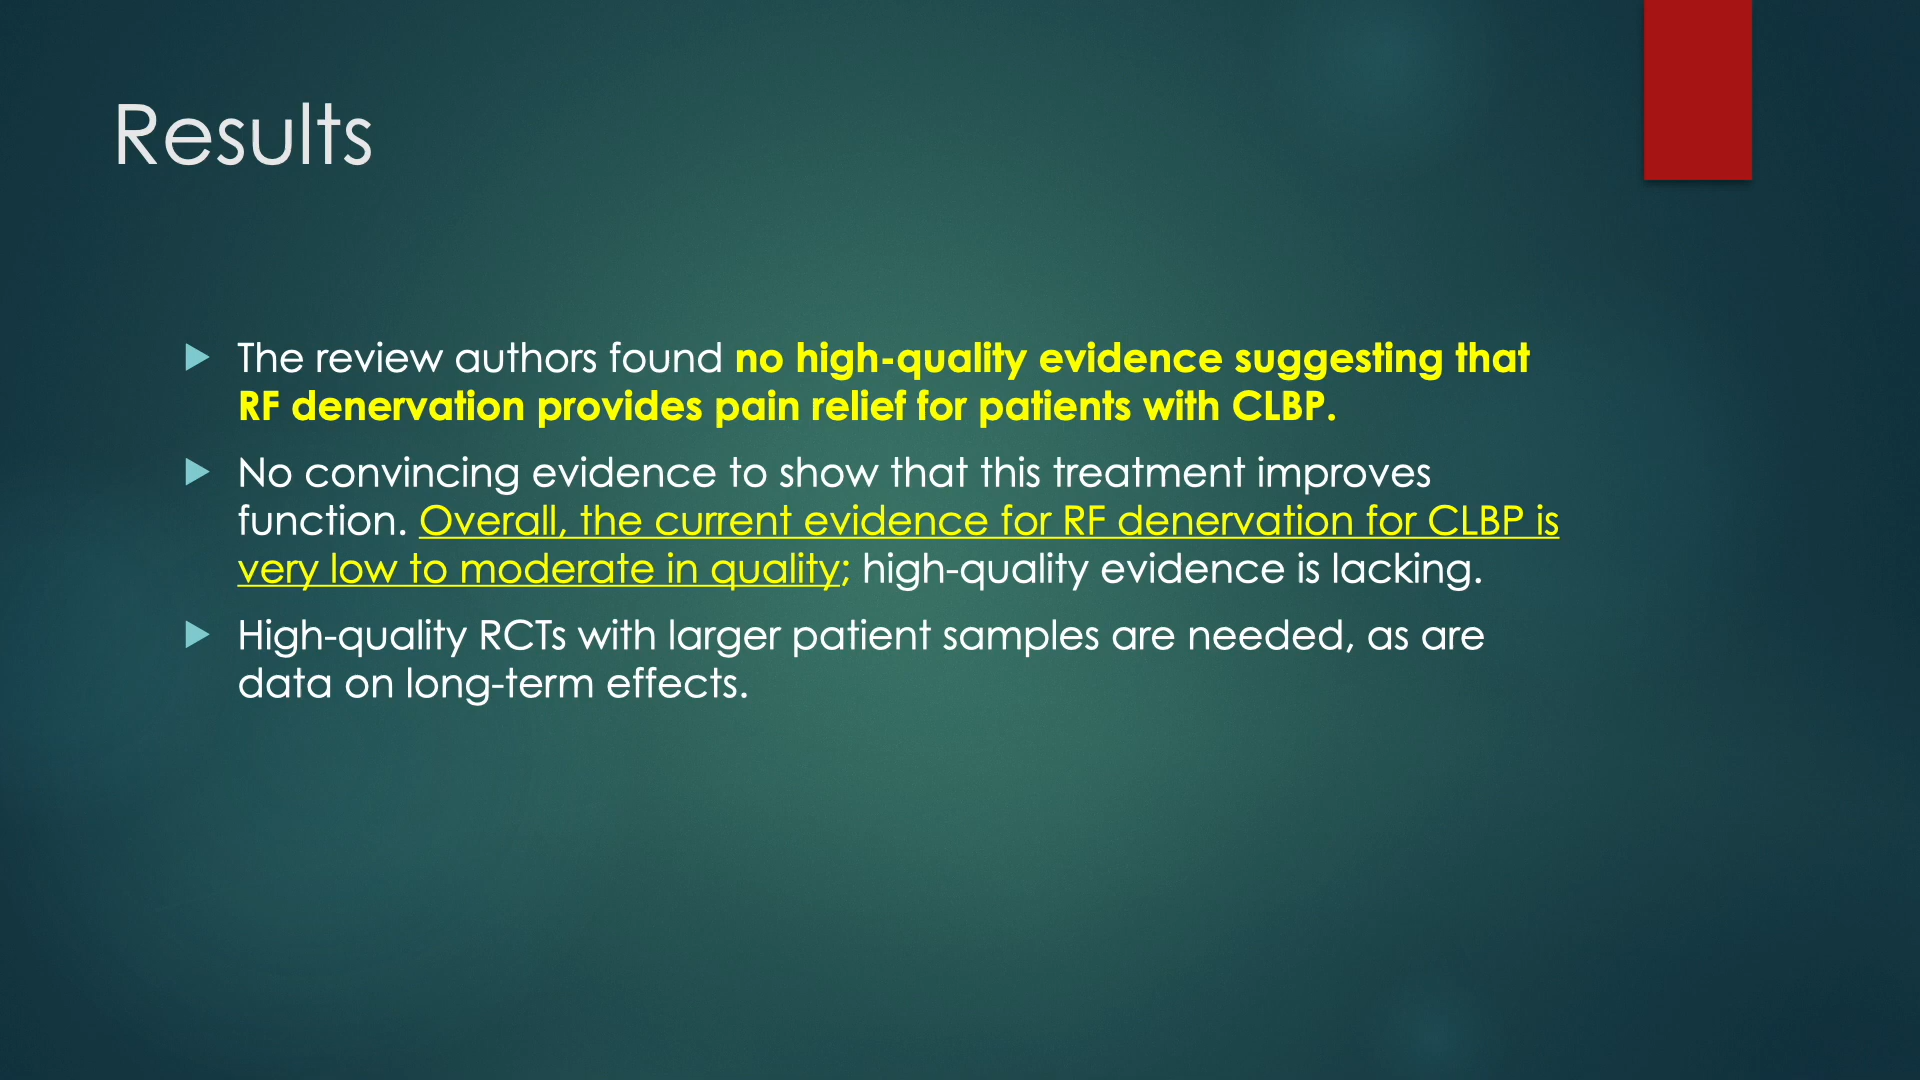 Results
The review authors found no high-quality evidence suggesting that
RF denervation provides pain relief for patients with CLBP.
No convincing evidence to show that this treatment improves
function. Overall, the current evidence for RF denervation for CLBP is
very low to moderate in quality; high-quality evidence is lacking.
High-quality RCTs with larger patient samples are needed, as are
data on long-term effects.